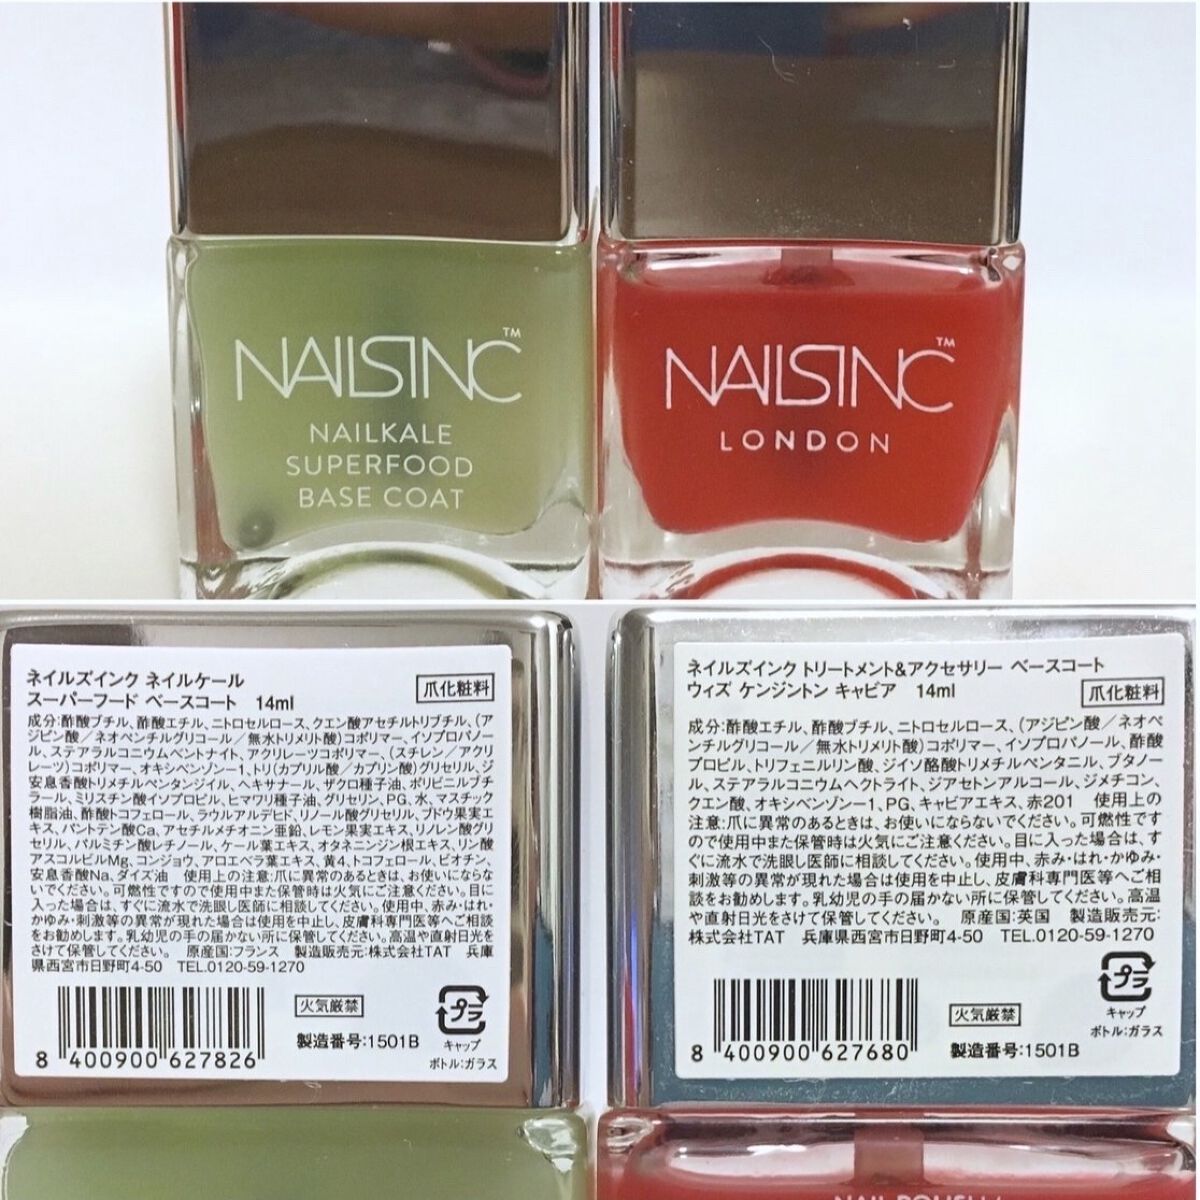 NAILSINC™
NAILKALE
SUPERFOOD
BASE COAT
NAILSINC™
LONDON
ネイルズインク ネイルケール
スーパーフード ベースコート 14ml
爪化粧料
成分:酢酸ブチル、酢酸エチル、ニトロセルロース、クエン酸アセチルトリブチル、(ア
ジピン酸/ネオペンチルグリコール/無水トリメリト酸)コポリマー、イソプロパノー
ル、ステアラルコニウムベントナイト、アクリレーツコポリマー、(スチレン/アクリ
レーツ)コポリマー、オキシベンゾン-1、トリ(カプリル酸/カプリン酸)グリセリル、ジ
安息香酸トリメチルペンタンジイル、ヘキサナール、ザクロ種子油、ポリビニルブチ
ラール、ミリスチン酸イソプロピル、ヒマワリ種子油、グリセリン、PG、水、マスチック
樹脂油、酢酸トコフェロール、ラウルアルデヒド、リノール酸グリセリル、ブドウ果実エ
キス、パントテン酸Ca、アセチルメチオニン亜鉛、レモン果実エキス、リノレン酸グリ
セリル、パルミチン酸レチノール、ケール葉エキス、オタネニンジン根エキス、リン酸
アスコルビルMg、コンジョウ、アロエベラ葉エキス、黄4、トコフェロール、ビオチン、
安息香酸Na、ダイズ油 使用上の注意:爪に異常のあるときは、お使いにならな
いでください。可燃性ですので使用中また保管時は火気にご注意ください。目に
入った場合は、すぐに流水で洗眼し医師に相談してください。使用中、赤み・はれ・
かゆみ・刺激等の異常が現れた場合は使用を中止し、皮膚科専門医等へご相談
をお勧めします。乳幼児の手の届かない所に保管してください。高温や直射日光を
さけて保管してください。 原産国:フランス 製造販売元:株式会社TAT 兵庫
県西宮市日野町4-50 TEL.0120-59-1270
火気厳禁
製造番号:1501B
プラ
キャップ
ボトル:ガラス
8 400900 627826
ネイルズインク トリートメント&アクセサリー ベースコート
ウィズ ケンジントン キャビア 14ml
爪化粧料
成分:酢酸エチル、酢酸ブチル、ニトロセルロース、(アジピン酸/ネオペ
ンチルグリコール/無水トリメリト酸)コポリマー、イソプロパノール、酢酸
プロピル、トリフェニルリン酸、ジイソ酪酸トリメチルペンタニル、ブタノー
ル、ステアラルコニウムヘクトライト、ジアセトンアルコール、ジメチコン、
クエン酸、オキシベンゾン-1、PG、キャビアエキス、赤201 使用上の
注意:爪に異常のあるときは、お使いにならないでください。可燃性です
ので使用中また保管時は火気にご注意ください。目に入った場合は、す
ぐに流水で洗眼し医師に相談してください。使用中、赤み・はれ・かゆみ・
刺激等の異常が現れた場合は使用を中止し、皮膚科専門医等へご相
談をお勧めします。乳幼児の手の届かない所に保管してください。高温
や直射日光をさけて保管してください。 原産国:英国 製造販売元:
株式会社TAT 兵庫県西宮市日野町4-50 TEL.0120-59-1270
火気厳禁
製造番号:1501B
プラ
キャップ
ボトル:ガラス
8 400900 627680